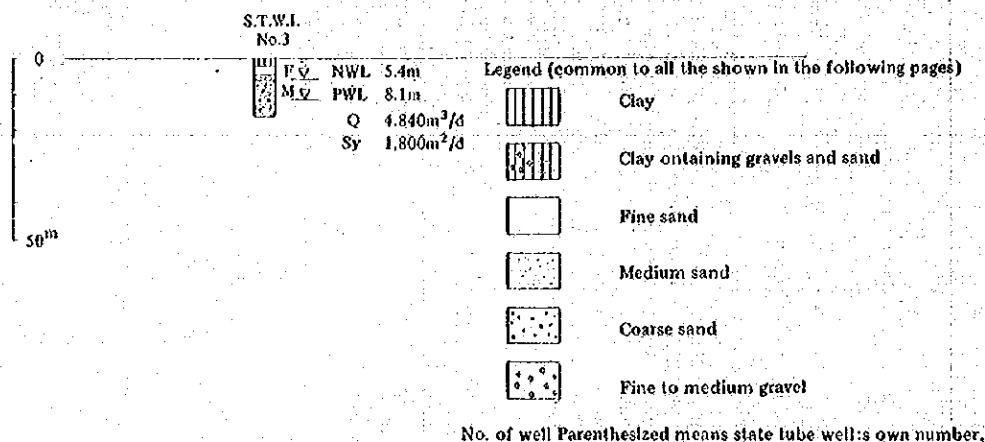 S.T.W.I.
No.3
0
F NWL 5.4m
M PWL 8.1m
Q 4.840m³/d
Sy 1,800m²/d
50m
Legend (common to all the shown in the following pages)
Clay
Clay ontaining gravels and sand
Fine sand
Medium sand
Coarse sand
Fine to medium gravel
No. of well Parenthesized means state tube well:s own number.